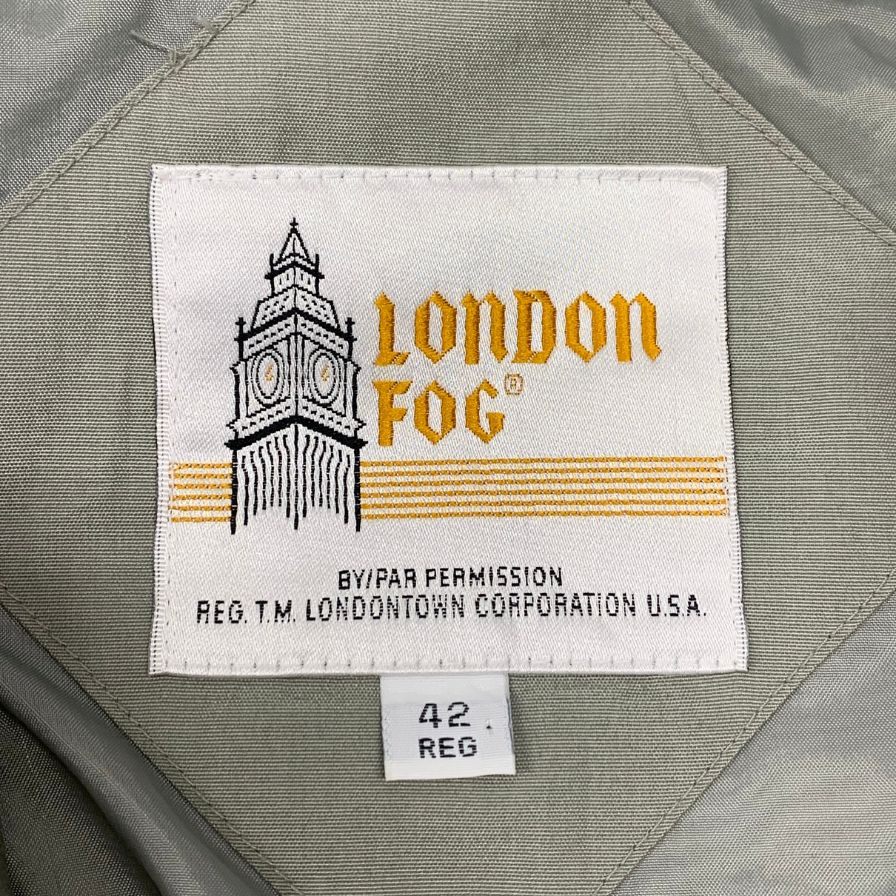 LONDON
FOG®
BY/PAR PERMISSION
REG. T.M. LONDONTOWN CORPORATION U.S.A.
42
REG